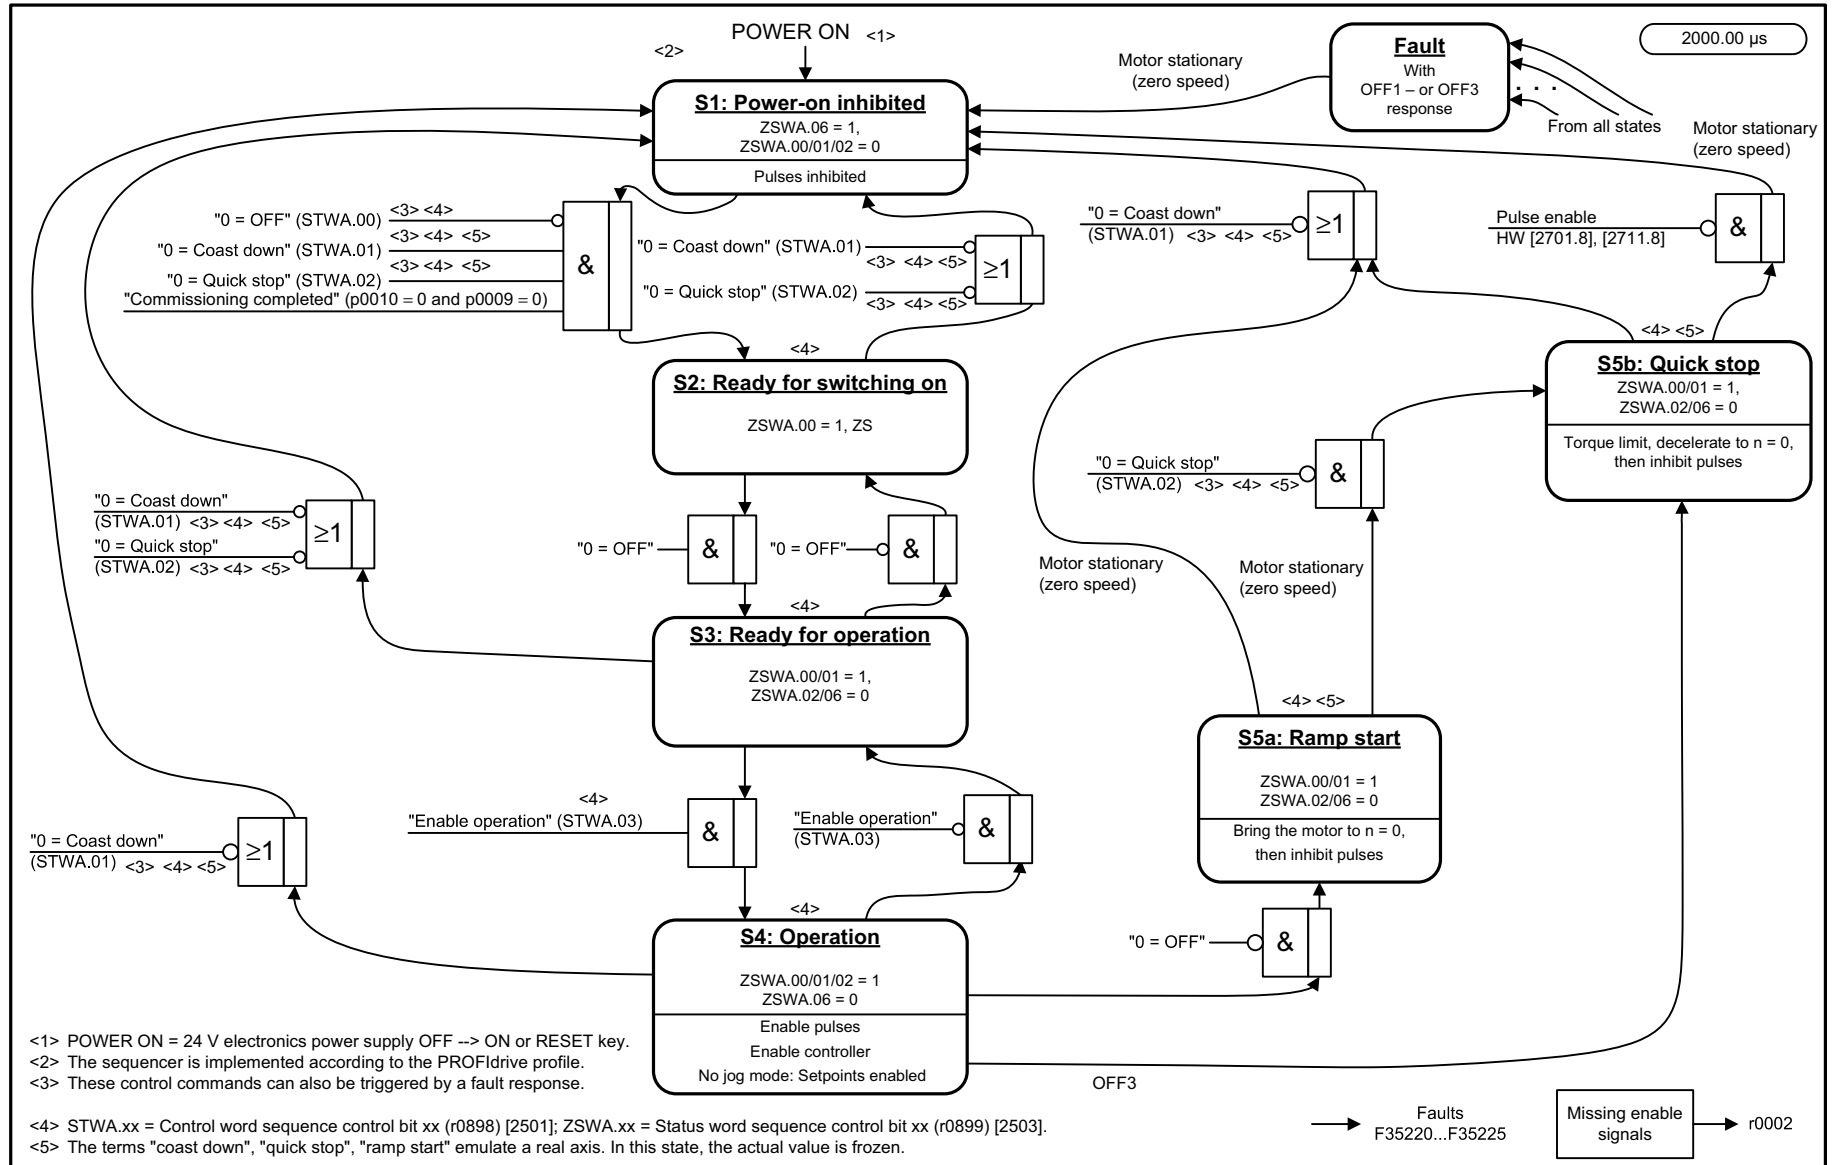 POWER ON <1>
<2>
2000.00 µs
Fault
With
OFF1 – or OFF3
response
. . .
From all states
Motor stationary
(zero speed)
Motor stationary
(zero speed)
S1: Power-on inhibited
ZSWA.06 = 1,
ZSWA.00/01/02 = 0
Pulses inhibited
"0 = OFF" (STWA.00) <3> <4>
"0 = Coast down" (STWA.01) <3> <4> <5>
"0 = Quick stop" (STWA.02) <3> <4> <5>
"Commissioning completed" (p0010 = 0 and p0009 = 0)
&
"0 = Coast down" (STWA.01)
<3> <4> <5>
"0 = Quick stop" (STWA.02)
<3> <4> <5>
≥1
"0 = Coast down"
(STWA.01) <3> <4> <5>
≥1
Pulse enable
HW [2701.8], [2711.8]
&
<4>
S2: Ready for switching on
ZSWA.00 = 1, ZS
<4> <5>
S5b: Quick stop
ZSWA.00/01 = 1,
ZSWA.02/06 = 0
Torque limit, decelerate to n = 0,
then inhibit pulses
"0 = Quick stop"
(STWA.02) <3> <4> <5>
&
"0 = Coast down"
(STWA.01) <3> <4> <5>
"0 = Quick stop"
(STWA.02) <3> <4> <5>
≥1
"0 = OFF"
&
"0 = OFF"
&
Motor stationary
(zero speed)
Motor stationary
(zero speed)
<4>
S3: Ready for operation
ZSWA.00/01 = 1,
ZSWA.02/06 = 0
<4> <5>
S5a: Ramp start
ZSWA.00/01 = 1
ZSWA.02/06 = 0
Bring the motor to n = 0,
then inhibit pulses
<4>
"Enable operation" (STWA.03)
&
"Enable operation"
(STWA.03)
&
"0 = Coast down"
(STWA.01) <3> <4> <5>
≥1
<4>
S4: Operation
ZSWA.00/01/02 = 1
ZSWA.06 = 0
Enable pulses
Enable controller
No jog mode: Setpoints enabled
"0 = OFF"
&
OFF3
<1> POWER ON = 24 V electronics power supply OFF --> ON or RESET key.
<2> The sequencer is implemented according to the PROFIdrive profile.
<3> These control commands can also be triggered by a fault response.
<4> STWA.xx = Control word sequence control bit xx (r0898) [2501]; ZSWA.xx = Status word sequence control bit xx (r0899) [2503].
<5> The terms "coast down", "quick stop", "ramp start" emulate a real axis. In this state, the actual value is frozen.
Faults
F35220...F35225
Missing enable
signals
r0002